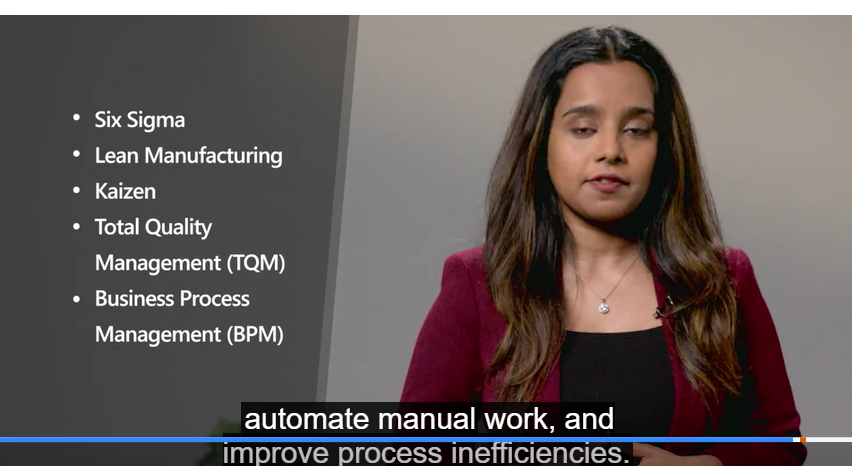 Six Sigma
Lean Manufacturing
Kaizen
Total Quality
Management (TQM)
Business Process
Management (BPM)
automate manual work, and
improve process inefficiencies.